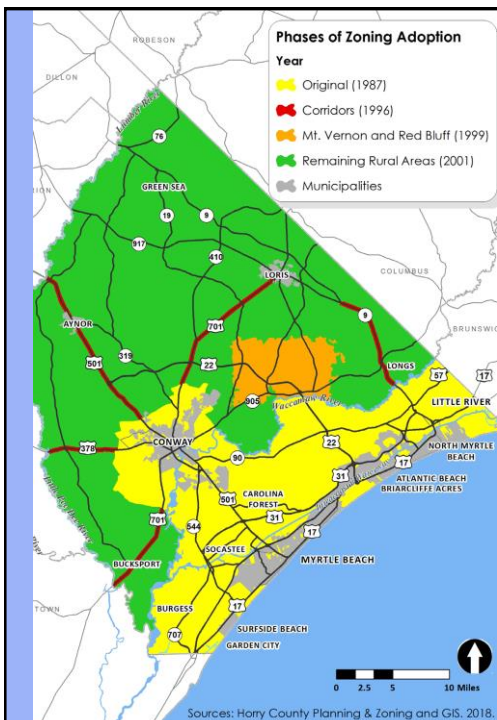 Phases of Zoning Adoption
Year
Original (1987)
Corridors (1996)
Mt. Vernon and Red Bluff (1999)
Remaining Rural Areas (2001)
Municipalities
ROBESON
DILLON
76
GREEN SEA
19
9
917
410
LORIS
COLUMBUS
9
BRUNSWICK
AYNOR
701
501
319
22
LONGS
57
17
905
Waccamaw River
LITTLE RIVER
CONWAY
378
22
NORTH MYRTLE
BEACH
90
31
17
ATLANTIC BEACH
BRIARCLIFFE ACRES
501
CAROLINA
FOREST
31
701
544
17
SOCASTEE
MYRTLE BEACH
BUCKSPORT
BURGESS
17
707
SURFSIDE BEACH
GARDEN CITY
0 2.5 5 10 Miles
Sources: Horry County Planning & Zoning and GIS. 2018.